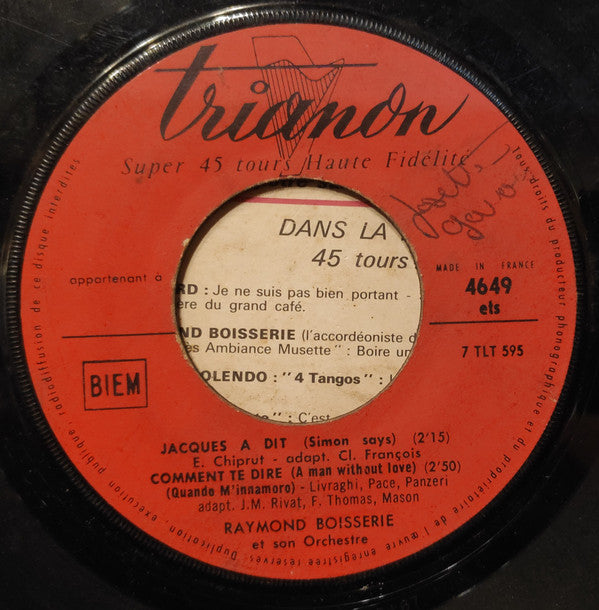 trianon
Super 45 tours Haute Fidélité
DANS LA
45 tours
appartenant à
RD : Je ne suis pas bien portant -
ère du grand café.
ND BOISSERIE (l'accordéoniste d
ès Ambiance Musette" : Boire un
OLENDO : "4 Tangos" :
C'est
MADE IN FRANCE
4649
ets
7 TLT 595
BIEM
JACQUES A DIT (Simon says) (2'15)
E. Chiprut - adapt. Cl. François
COMMENT TE DIRE (A man without love) (2'50)
(Quando M'innamoro) - Livraghi, Pace, Panzeri
adapt. J.M. Rivat, F. Thomas, Mason
RAYMOND BOISSERIE
et son Orchestre
Tous droits du producteur phonographique et du propriétaire de l'œuvre enregistrée réservés. Duplication, exécution publique, radiodiffusion de ce disque interdites